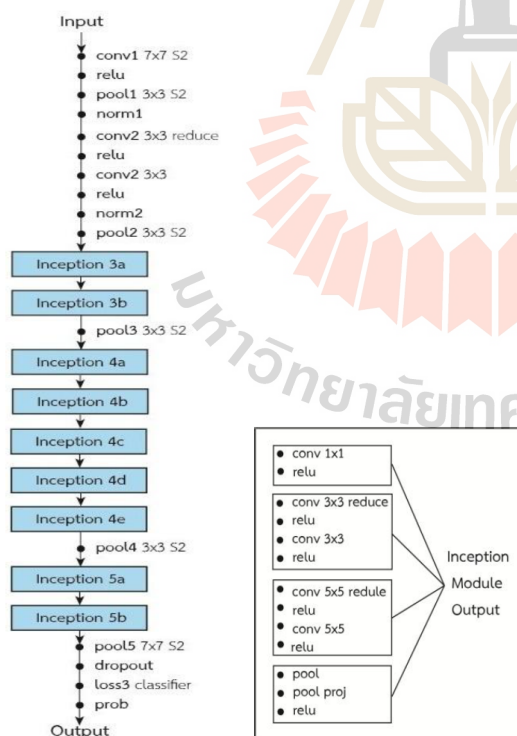 Input
conv1 7x7 S2
relu
pool1 3x3 S2
norm1
conv2 3x3 reduce
relu
conv2 3x3
relu
norm2
pool2 3x3 S2
Inception 3a
Inception 3b
pool3 3x3 S2
Inception 4a
Inception 4b
Inception 4c
Inception 4d
Inception 4e
pool4 3x3 S2
Inception 5a
Inception 5b
pool5 7x7 S2
dropout
loss3 classifier
prob
Output
conv 1x1
relu
conv 3x3 reduce
relu
conv 3x3
relu
conv 5x5 redule
relu
conv 5x5
relu
pool
pool proj
relu
Inception
Module
Output